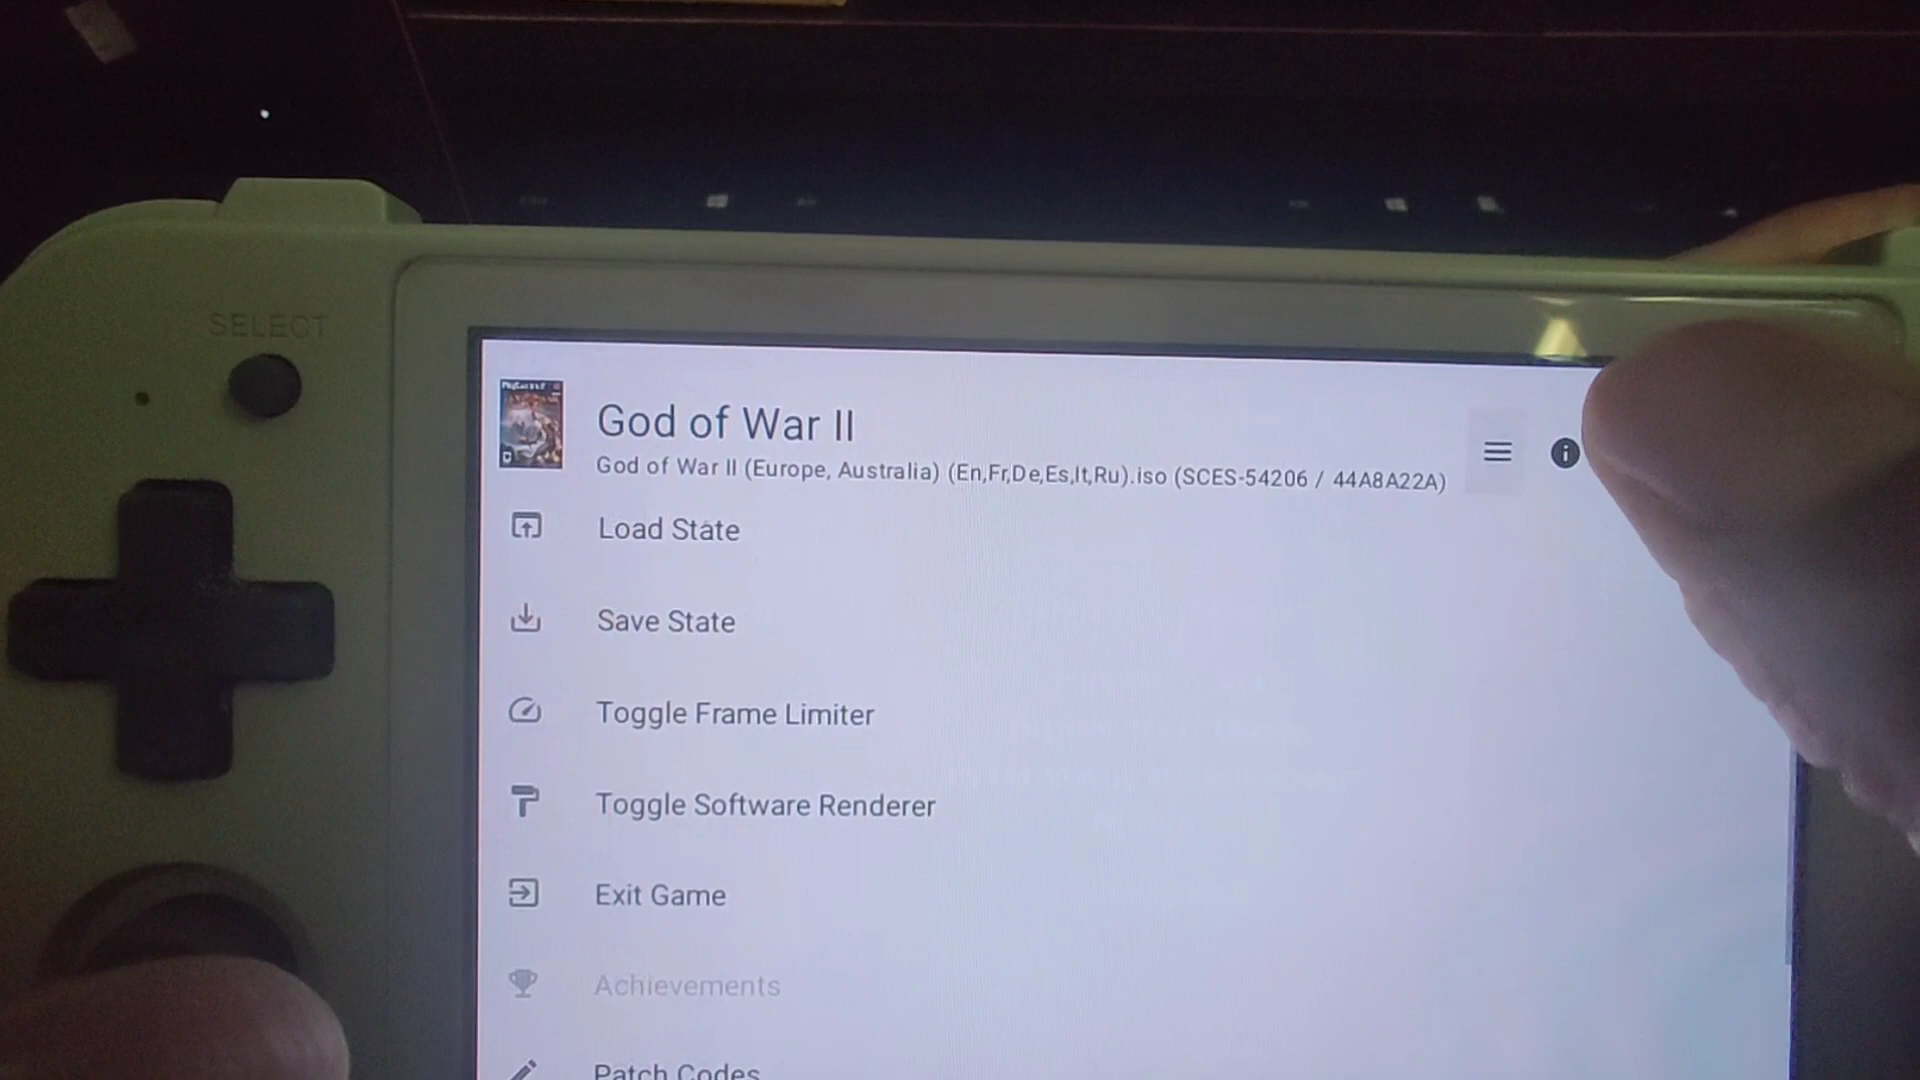 SELECT
God of War II
God of War II (Europe, Australia) (En,Fr,De,Es,It,Ru).iso (SCES-54206 / 44A8A22A)
Load State
Save State
Toggle Frame Limiter
Toggle Software Renderer
Exit Game
Achievements
Patch Codes